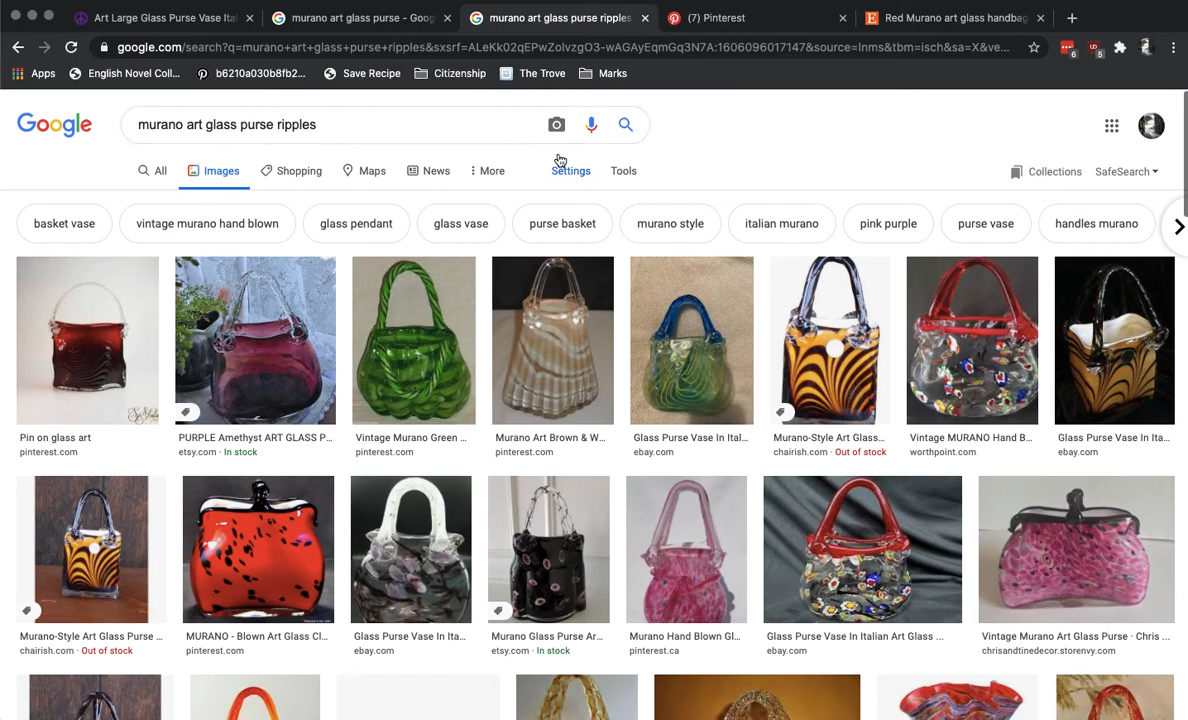 Art Large Glass Purse Vase Ital
murano art glass purse - Goog
murano art glass purse ripples
(7) Pinterest
Red Murano art glass handbag
google.com/search?q=murano+art+glass+purse+ripples&sxsrf=ALeKk02qEPwZolvzgO3-wAGAyEqmGq3N7A:1606096017147&source=lnms&tbm=isch&sa=X&ve...
6
5
Apps
English Novel Coll...
b6210a030b8fb2...
Save Recipe
Citizenship
The Trove
Marks
Google
murano art glass purse ripples
All
Images
Shopping
Maps
News
More
Settings
Tools
Collections
SafeSearch
basket vase
vintage murano hand blown
glass pendant
glass vase
purse basket
murano style
italian murano
pink purple
purse vase
handles murano
Pin on glass art
pinterest.com
PURPLE Amethyst ART GLASS P...
etsy.com · In stock
Vintage Murano Green ...
pinterest.com
Murano Art Brown & W...
pinterest.com
Glass Purse Vase In Ital...
ebay.com
Murano-Style Art Glass...
chairish.com · Out of stock
Vintage MURANO Hand B...
worthpoint.com
Glass Purse Vase In Ita...
ebay.com
Murano-Style Art Glass Purse ...
chairish.com · Out of stock
MURANO - Blown Art Glass Cl...
pinterest.com
Glass Purse Vase In Ita...
ebay.com
Murano Glass Purse Ar...
etsy.com · In stock
Murano Hand Blown Gl...
pinterest.ca
Glass Purse Vase In Italian Art Glass ...
ebay.com
Vintage Murano Art Glass Purse · Chris ...
chrisandtinedecor.storenvy.com